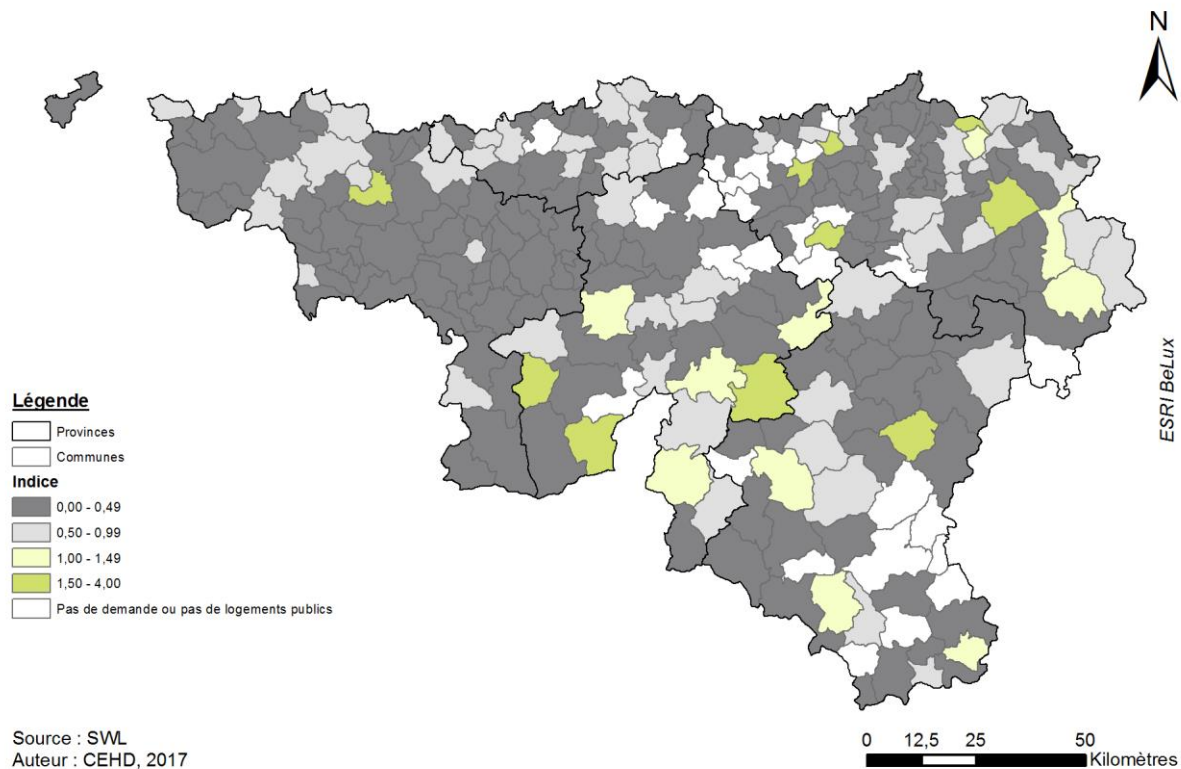 N
ESRI BeLux
Légende
Provinces
Communes
Indice
0,00 - 0,49
0,50 - 0,99
1,00 - 1,49
1,50 - 4,00
Pas de demande ou pas de logements publics
Source : SWL
Auteur : CEHD, 2017
0 12,5 25 50
Kilomètres